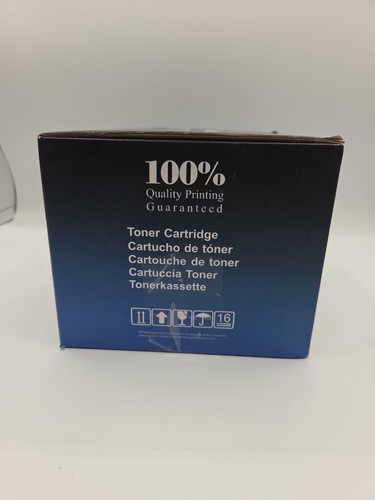 100%
Quality Printing
Guaranteed
Toner Cartridge
Cartucho de tóner
Cartouche de toner
Cartuccia Toner
Tonerkassette
16